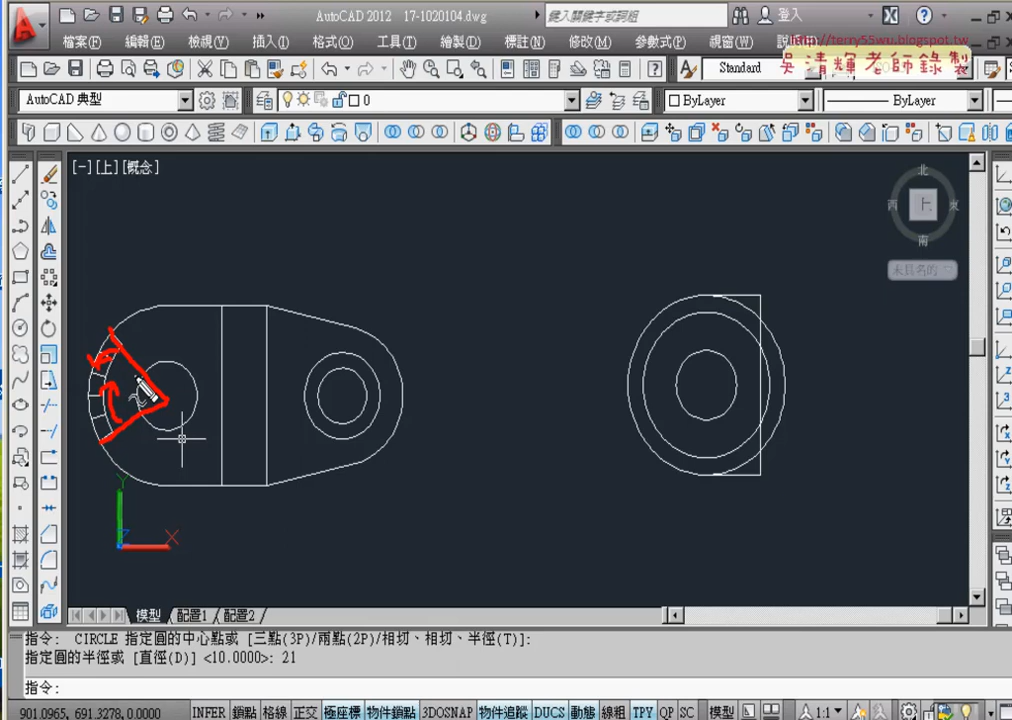 AutoCAD 2012 17-1020104.dwg
鍵入關鍵字或詞組
登入
檔案(F) 編輯(E) 檢視(V) 插入(I) 格式(O) 工具(T) 繪製(D) 標註(N) 修改(M) 參數式(P) 視窗(W)
http://terry55wu.blogspot.tw
吳清輝老師錄製
Standard
AutoCAD 典型
0
ByLayer
ByLayer
[−][上][概念]
北
西 上 東
南
未具名的
Y
Z X
模型 配置1 配置2
指令: CIRCLE 指定圓的中心點或 [三點(3P)/兩點(2P)/相切、相切、半徑(T)]:
指定圓的半徑或 [直徑(D)] <10.0000>: 21
指令:
901.0965, 691.3278, 0.0000 INFER 鎖點 格線 正交 極座標 物件鎖點 3DOSNAP 物件追蹤 DUCS 動態 線粗 TPY QP SC 模型 1:1